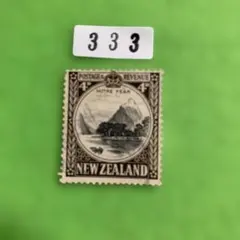 333
POSTAGE & REVENUE
4D 4D
MITRE PEAK
NEW ZEALAND